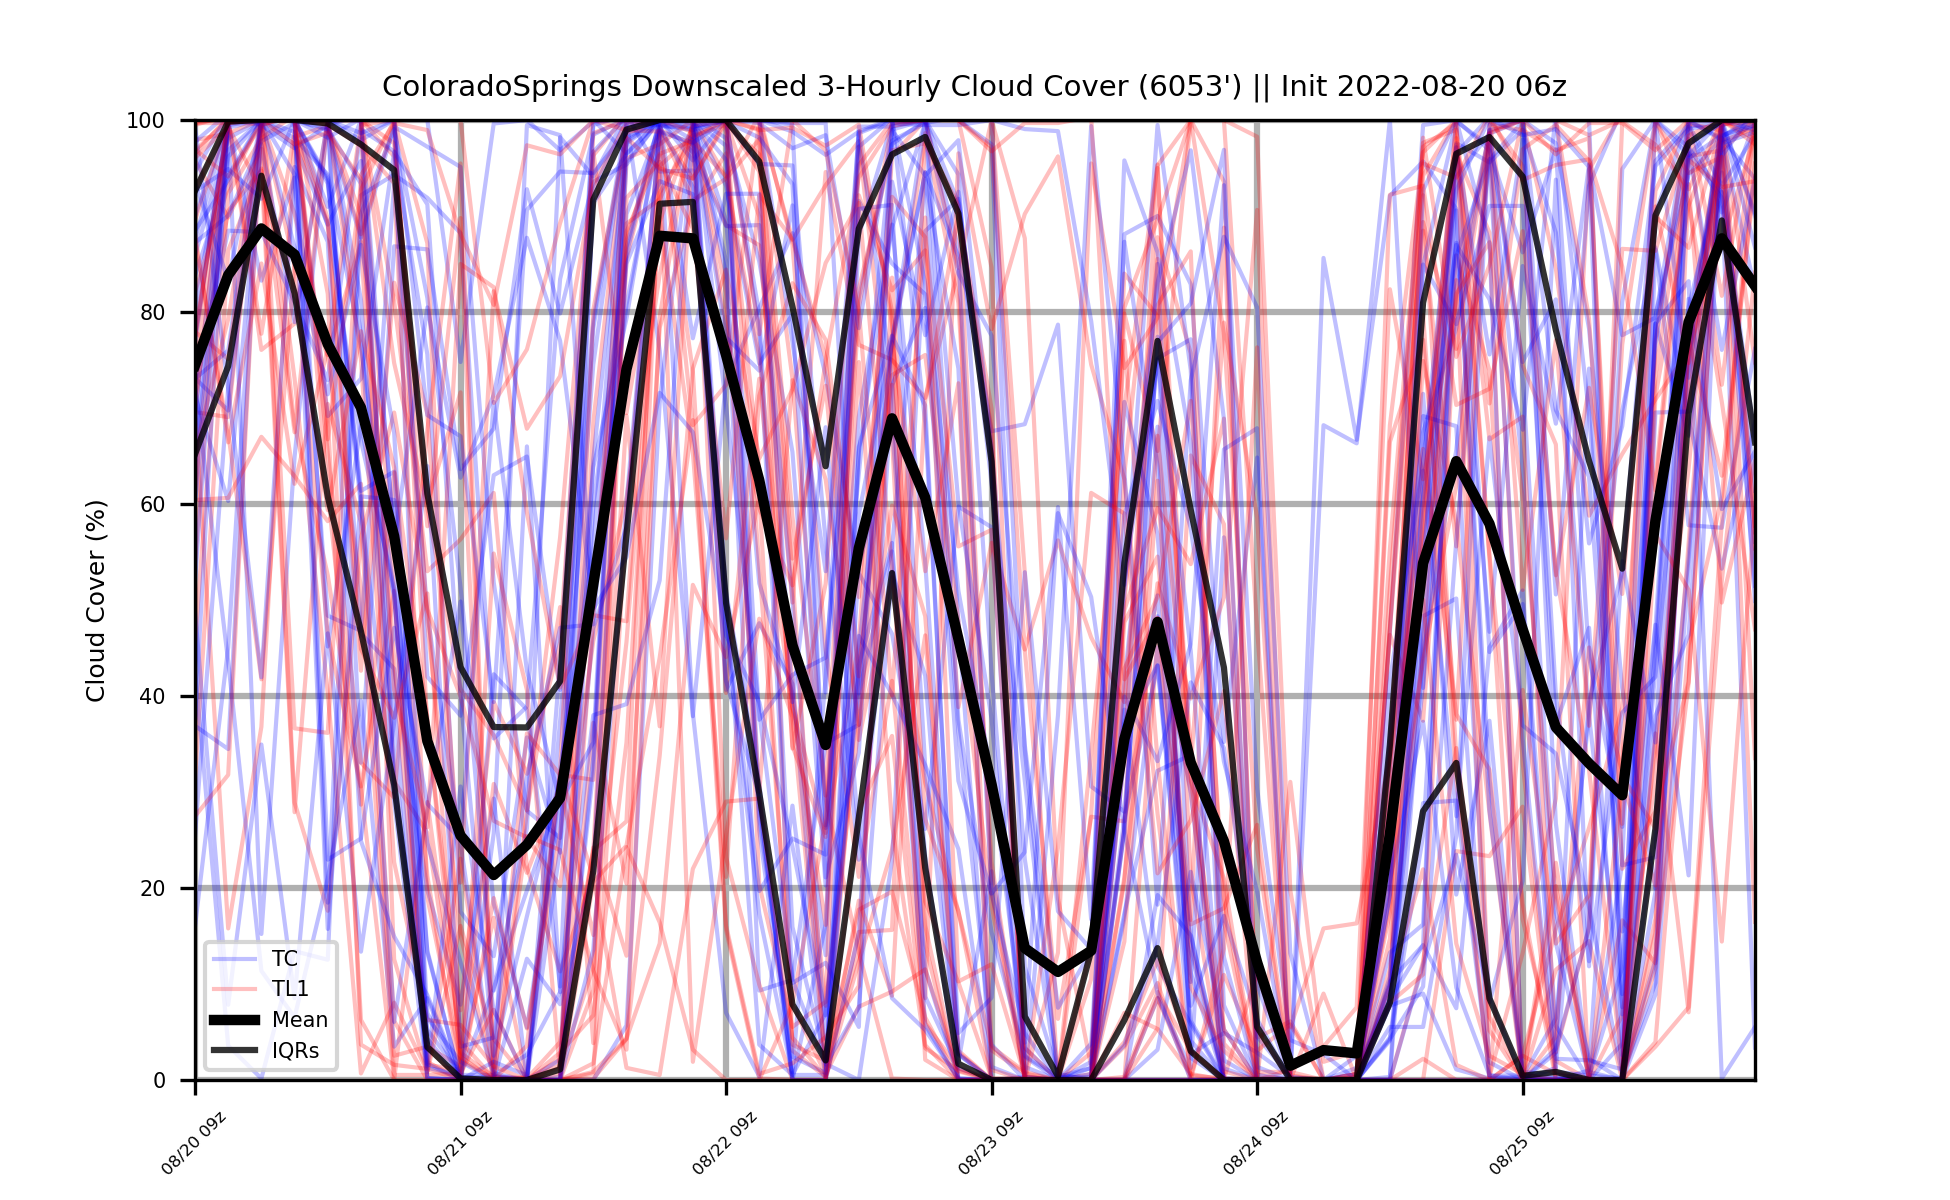 ColoradoSprings Downscaled 3-Hourly Cloud Cover (6053') || Init 2022-08-20 06z
Cloud Cover (%)
100
80
60
40
20
0
TC
TL1
Mean
IQRs
08/20 09z
08/21 09z
08/22 09z
08/23 09z
08/24 09z
08/25 09z